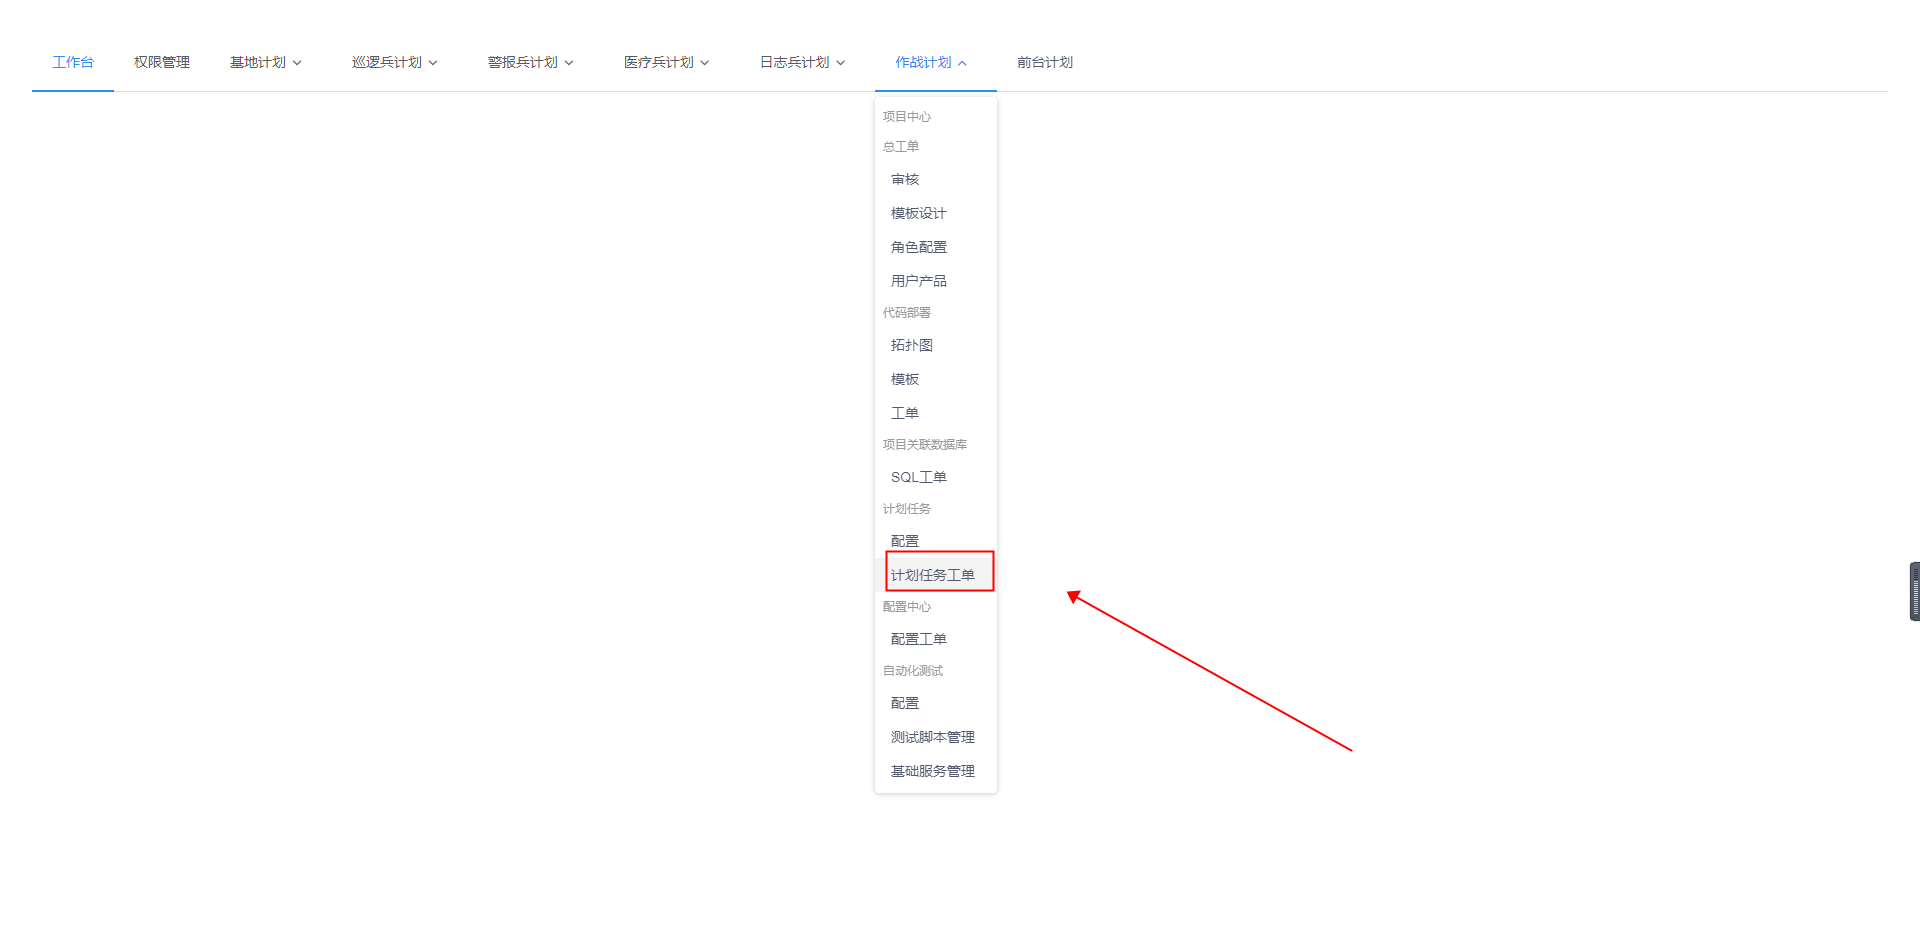 工作台 权限管理 基地计划 巡逻兵计划 警报兵计划 医疗兵计划 日志兵计划 作战计划 前台计划
项目中心
总工单
审核
模板设计
角色配置
用户产品
代码部署
拓扑图
模板
工单
项目关联数据库
SQL工单
计划任务
配置
计划任务工单
配置中心
配置工单
自动化测试
配置
测试脚本管理
基础服务管理